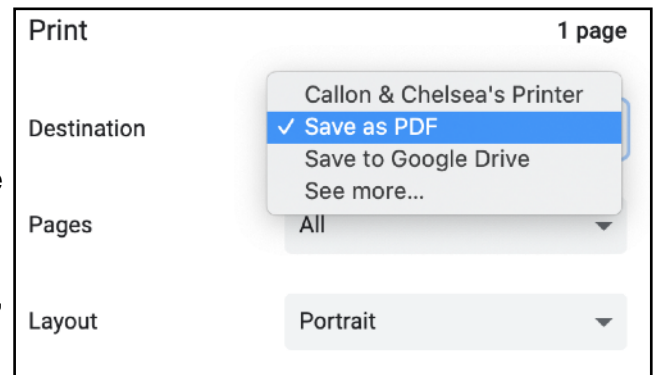 Print 1 page
Callon & Chelsea's Printer
Destination ✓ Save as PDF
Save to Google Drive
See more...
Pages All
Layout Portrait